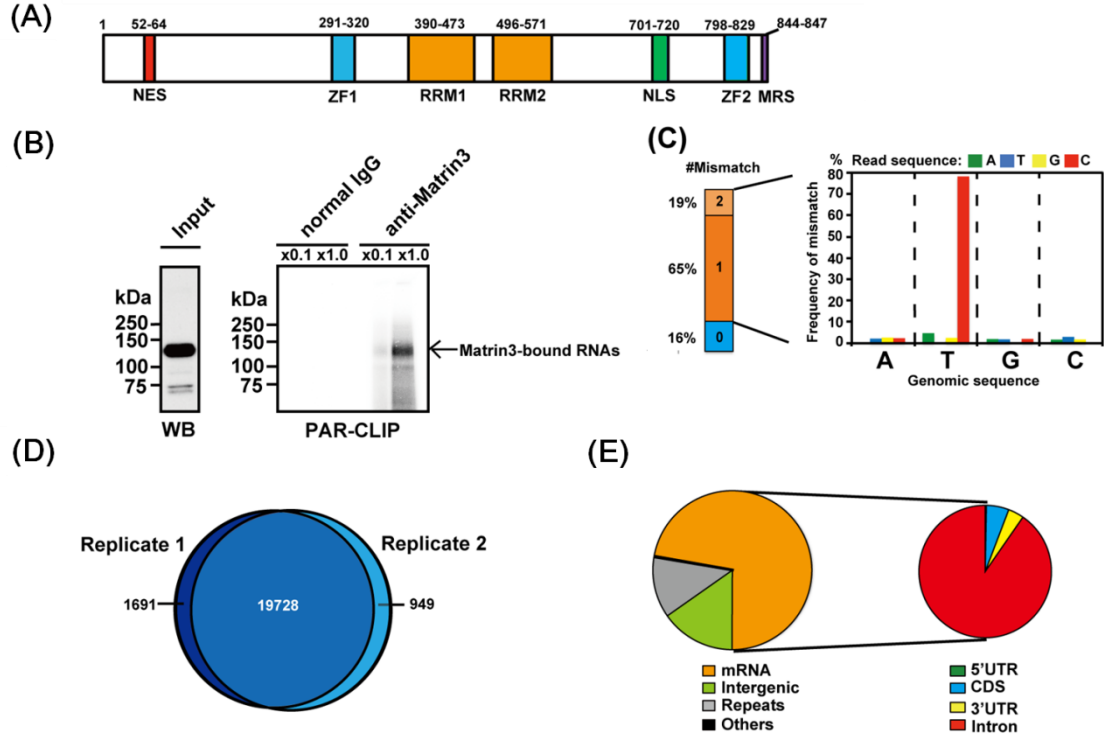 (A)
1 52-64 291-320 390-473 496-571 701-720 798-829 844-847
NES ZF1 RRM1 RRM2 NLS ZF2 MRS
(B)
Input
kDa
250
150
100
75
WB
normal IgG
anti-Matrin3
x0.1 x1.0 x0.1 x1.0
kDa
250
150
100
75
Matrin3-bound RNAs
PAR-CLIP
(C)
#Mismatch
19% 2
65% 1
16% 0
% Read sequence: A T G C
Frequency of mismatch
80
70
60
50
40
30
20
10
0
A T G C
Genomic sequence
(D)
Replicate 1
Replicate 2
1691
19728
949
(E)
mRNA
Intergenic
Repeats
Others
5'UTR
CDS
3'UTR
Intron